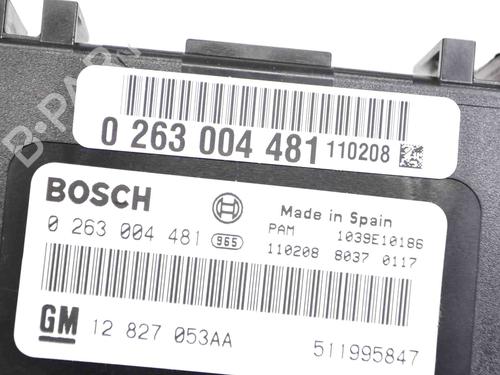 B-PARTS
0 263 004 481 110208
BOSCH
Made in Spain
0 263 004 481 965
PAM 1039E10186
110208 8037 0117
GM 12 827 053AA
511995847